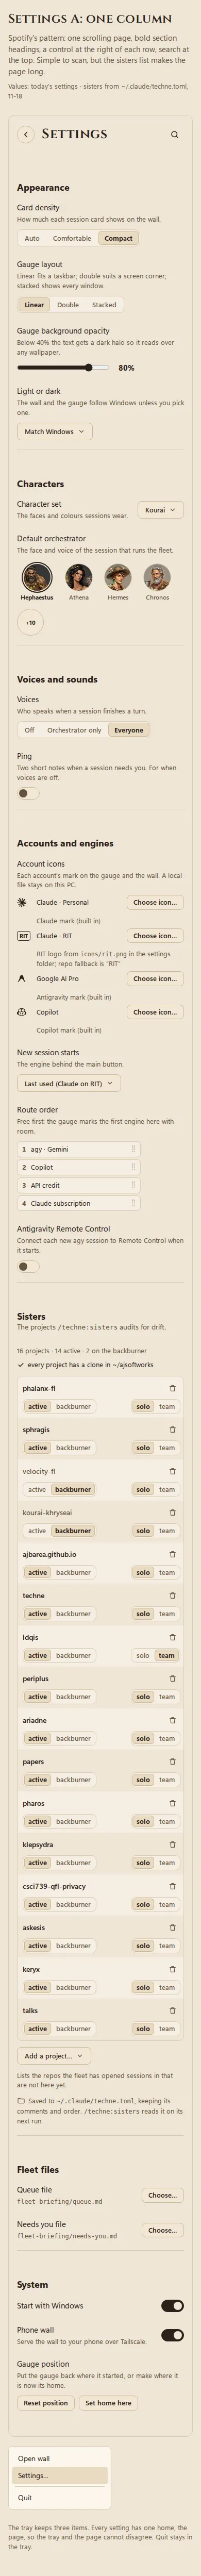 Settings A: one column
Spotify's pattern: one scrolling page, bold section
headings, a control at the right of each row, search at
the top. Simple to scan, but the sisters list makes the
page long.
Values: today's settings · sisters from ~/.claude/techne.toml,
11-18
Settings
Appearance
Card density
How much each session card shows on the wall.
Auto Comfortable Compact
Gauge layout
Linear fits a taskbar; double suits a screen corner;
stacked shows every window.
Linear Double Stacked
Gauge background opacity
Below 40% the text gets a dark halo so it reads over
any wallpaper.
80%
Light or dark
The wall and the gauge follow Windows unless you pick
one.
Match Windows
Characters
Character set
The faces and colours sessions wear.
Kourai
Default orchestrator
The face and voice of the session that runs the fleet.
Hephaestus Athena Hermes Chronos
+10
Voices and sounds
Voices
Who speaks when a session finishes a turn.
Off Orchestrator only Everyone
Ping
Two short notes when a session needs you. For when
voices are off.
Accounts and engines
Account icons
Each account's mark on the gauge and the wall. A local
file stays on this PC.
Claude · Personal Choose icon...
Claude mark (built in)
RIT Claude · RIT Choose icon...
RIT logo from icons/rit.png in the settings
folder; repo fallback is "RIT"
Google AI Pro Choose icon...
Antigravity mark (built in)
Copilot Choose icon...
Copilot mark (built in)
New session starts
The engine behind the main button.
Last used (Claude on RIT)
Route order
Free first: the gauge marks the first engine here with
room.
1 agy · Gemini
2 Copilot
3 API credit
4 Claude subscription
Antigravity Remote Control
Connect each new agy session to Remote Control when
it starts.
Sisters
The projects /techne:sisters audits for drift.
16 projects · 14 active · 2 on the backburner
every project has a clone in ~/ajsoftworks
phalanx-fl
active backburner solo team
sphragis
active backburner solo team
velocity-fl
active backburner solo team
kourai-khryseai
active backburner solo team
ajbarea.github.io
active backburner solo team
techne
active backburner solo team
ldqis
active backburner solo team
periplus
active backburner solo team
ariadne
active backburner solo team
papers
active backburner solo team
pharos
active backburner solo team
klepsydra
active backburner solo team
csci739-qfl-privacy
active backburner solo team
askesis
active backburner solo team
keryx
active backburner solo team
talks
active backburner solo team
Add a project...
Lists the repos the fleet has opened sessions in that
are not here yet.
Saved to ~/.claude/techne.toml, keeping its
comments and order. /techne:sisters reads it on its
next run.
Fleet files
Queue file
fleet-briefing/queue.md
Choose...
Needs you file
fleet-briefing/needs-you.md
Choose...
System
Start with Windows
Phone wall
Serve the wall to your phone over Tailscale.
Gauge position
Put the gauge back where it started, or make where it
is now its home.
Reset position Set home here
Open wall
Settings...
Quit
The tray keeps three items. Every setting has one home, the
page, so the tray and the page cannot disagree. Quit stays in
the tray.